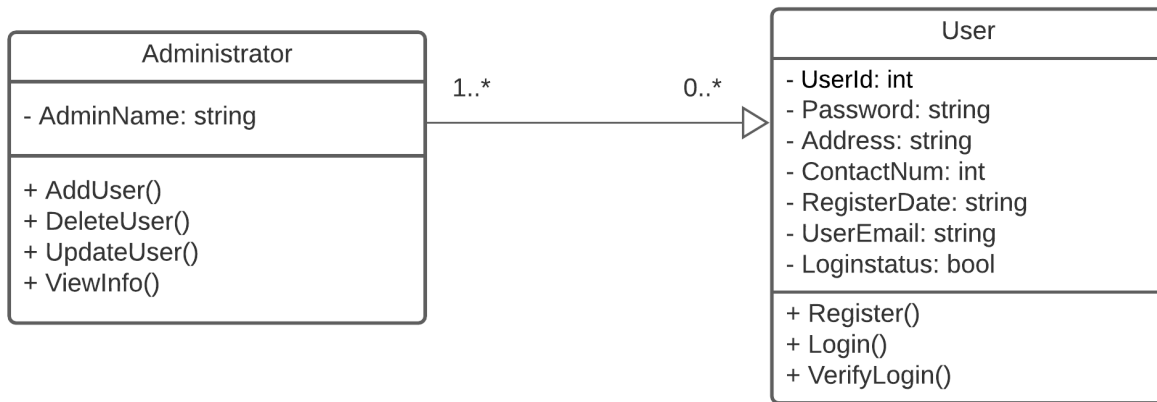 Administrator
- AdminName: string
+ AddUser()
+ DeleteUser()
+ UpdateUser()
+ ViewInfo()
1..*
0..*
User
- UserId: int
- Password: string
- Address: string
- ContactNum: int
- RegisterDate: string
- UserEmail: string
- Loginstatus: bool
+ Register()
+ Login()
+ VerifyLogin()